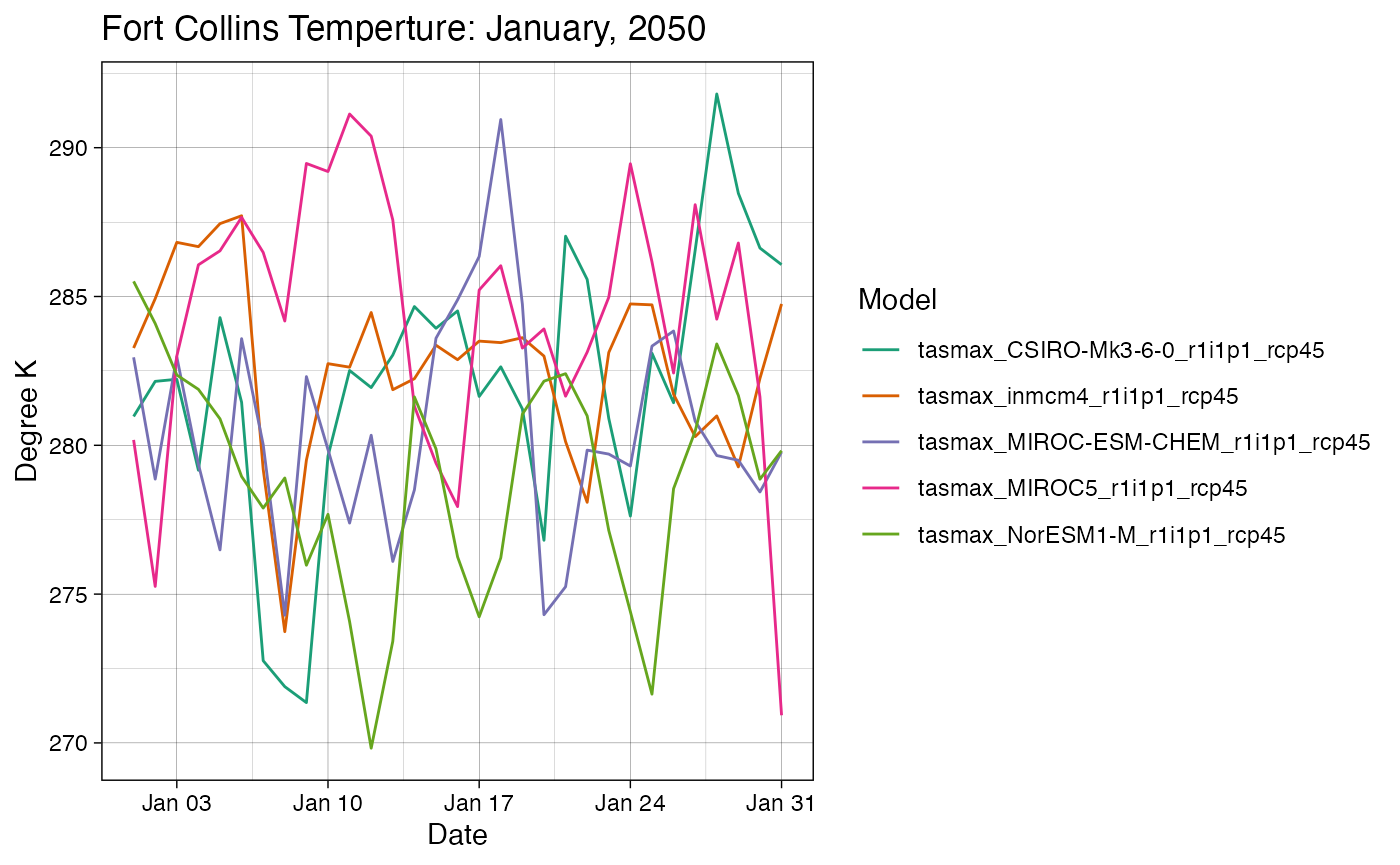 Fort Collins Temperture: January, 2050
290
285
280
275
270
Degree K
Jan 03
Jan 10
Jan 17
Jan 24
Jan 31
Date
Model
tasmax_CSIRO-Mk3-6-0_r1i1p1_rcp45
tasmax_inmcm4_r1i1p1_rcp45
tasmax_MIROC-ESM-CHEM_r1i1p1_rcp45
tasmax_MIROC5_r1i1p1_rcp45
tasmax_NorESM1-M_r1i1p1_rcp45